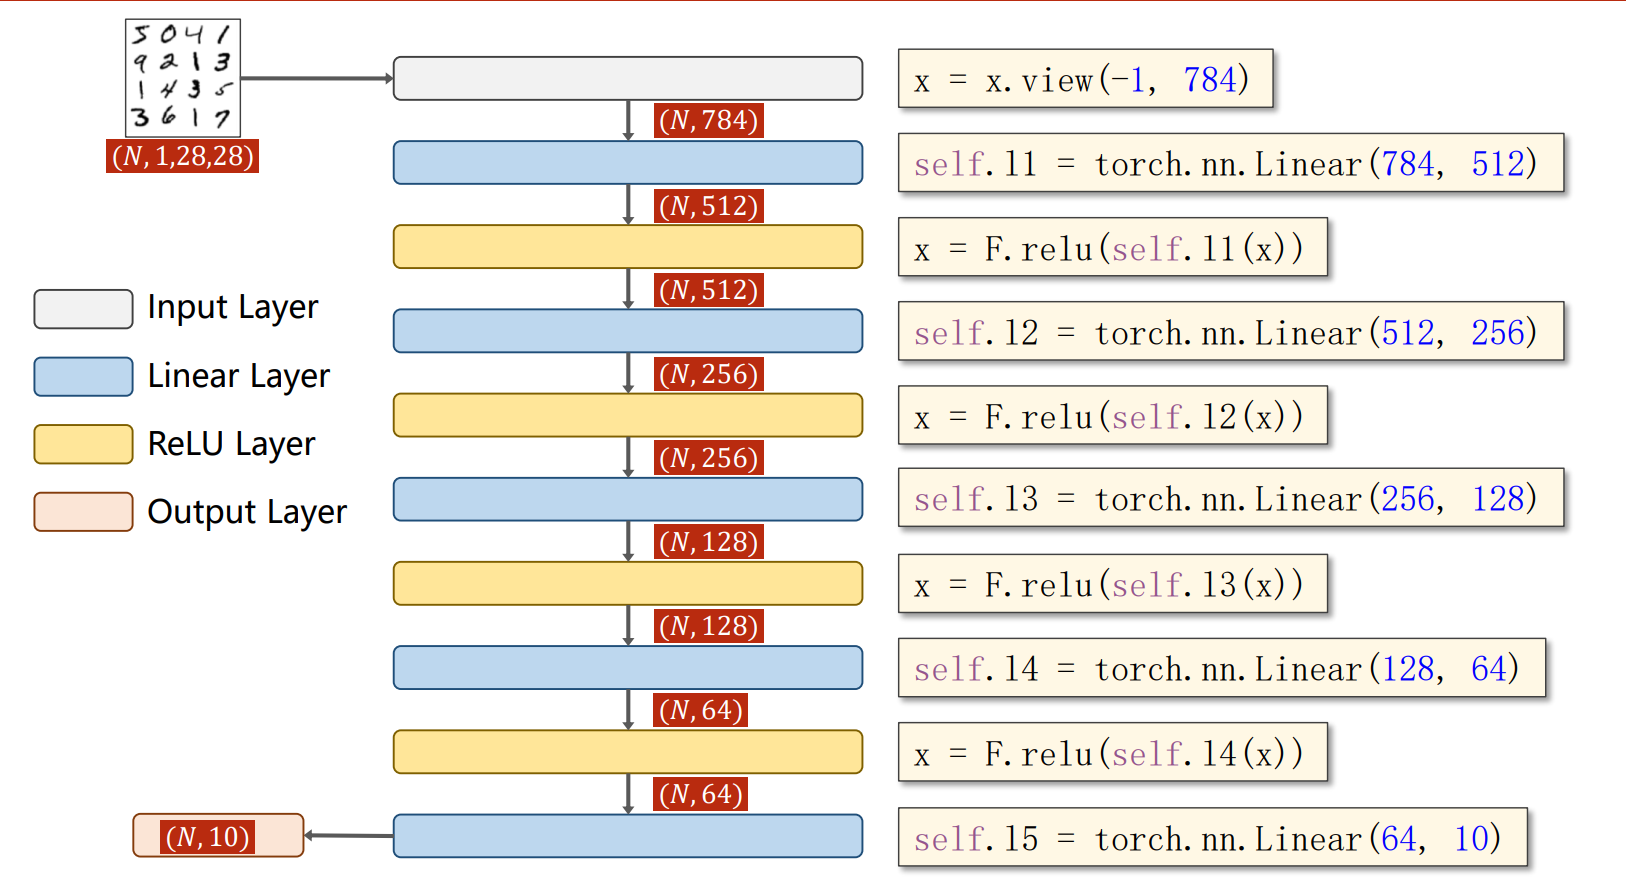 5 0 4 1
9 2 1 3
1 4 3 5
3 6 1 7
(N, 1,28,28)
x = x.view(-1, 784)
(N, 784)
self.l1 = torch.nn.Linear(784, 512)
(N, 512)
x = F.relu(self.l1(x))
(N, 512)
self.l2 = torch.nn.Linear(512, 256)
(N, 256)
x = F.relu(self.l2(x))
(N, 256)
self.l3 = torch.nn.Linear(256, 128)
(N, 128)
x = F.relu(self.l3(x))
(N, 128)
self.l4 = torch.nn.Linear(128, 64)
(N, 64)
x = F.relu(self.l4(x))
(N, 64)
self.l5 = torch.nn.Linear(64, 10)
(N, 10)
Input Layer
Linear Layer
ReLU Layer
Output Layer